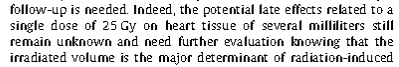 follow-up is needed. Indeed, the potential late effects related to a
single dose of 25 Gy on heart tissue of several milliliters still
remain unknown and need further evaluation knowing that the
irradiated volume is the major determinant of radiation-induced